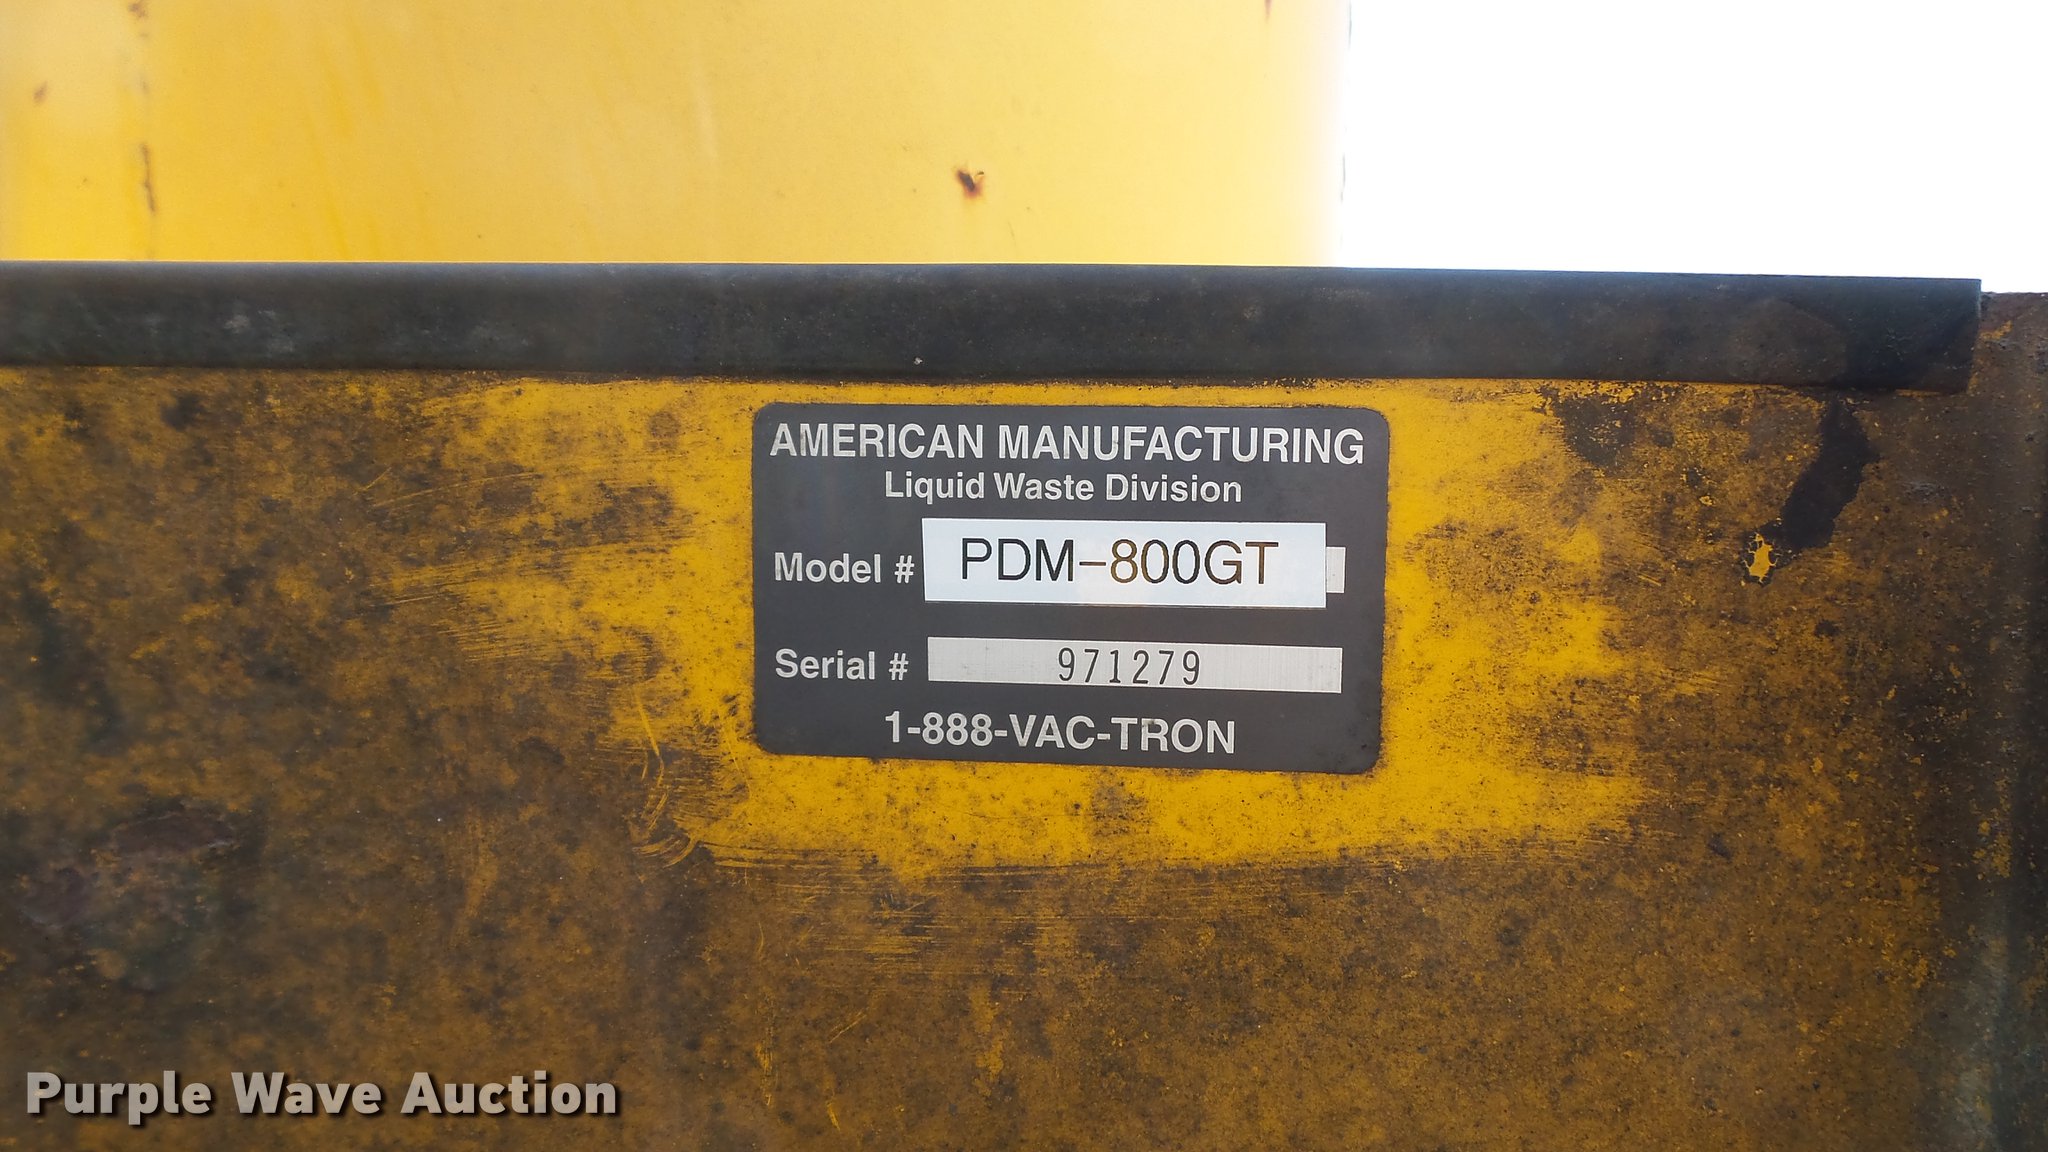 AMERICAN MANUFACTURING
Liquid Waste Division
Model # PDM-800GT
Serial # 971279
1-888-VAC-TRON
Purple Wave Auction